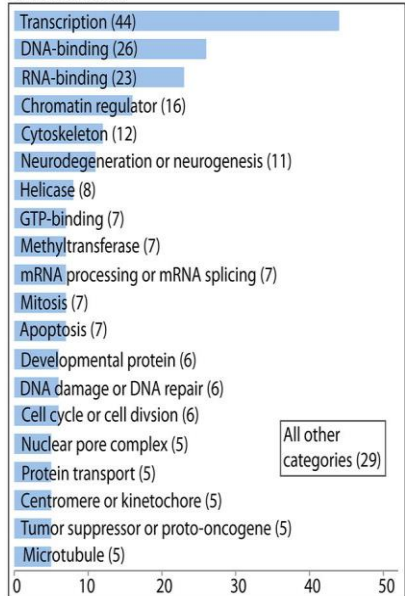 Transcription (44)
DNA-binding (26)
RNA-binding (23)
Chromatin regulator (16)
Cytoskeleton (12)
Neurodegeneration or neurogenesis (11)
Helicase (8)
GTP-binding (7)
Methyltransferase (7)
mRNA processing or mRNA splicing (7)
Mitosis (7)
Apoptosis (7)
Developmental protein (6)
DNA damage or DNA repair (6)
Cell cycle or cell divsion (6)
Nuclear pore complex (5)
Protein transport (5)
Centromere or kinetochore (5)
Tumor suppressor or proto-oncogene (5)
Microtubule (5)
All other
categories (29)
0 10 20 30 40 50